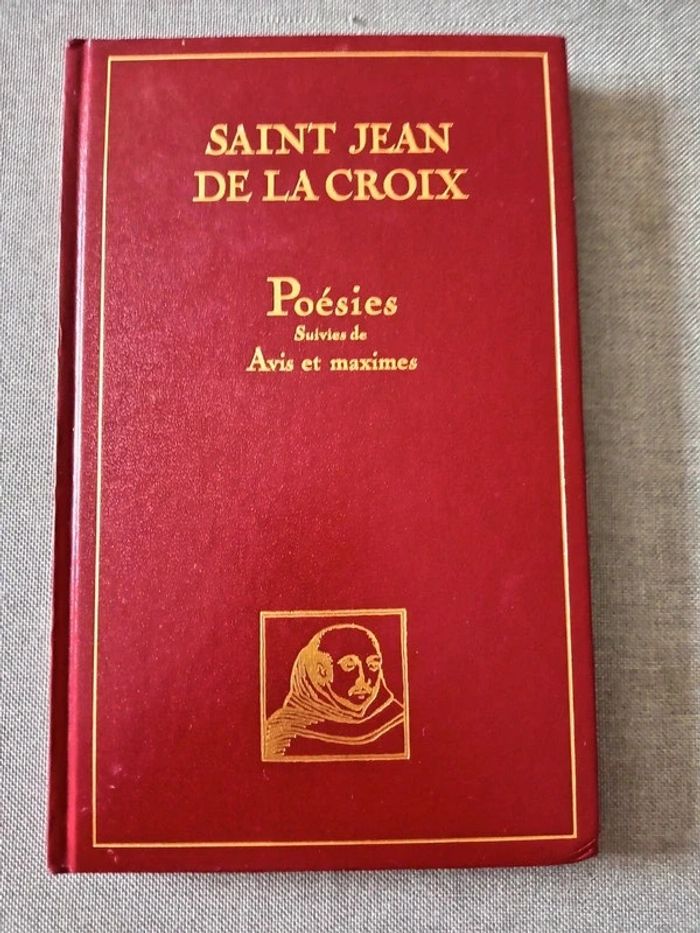 SAINT JEAN
DE LA CROIX
Poésies
Suivies de
Avis et maximes